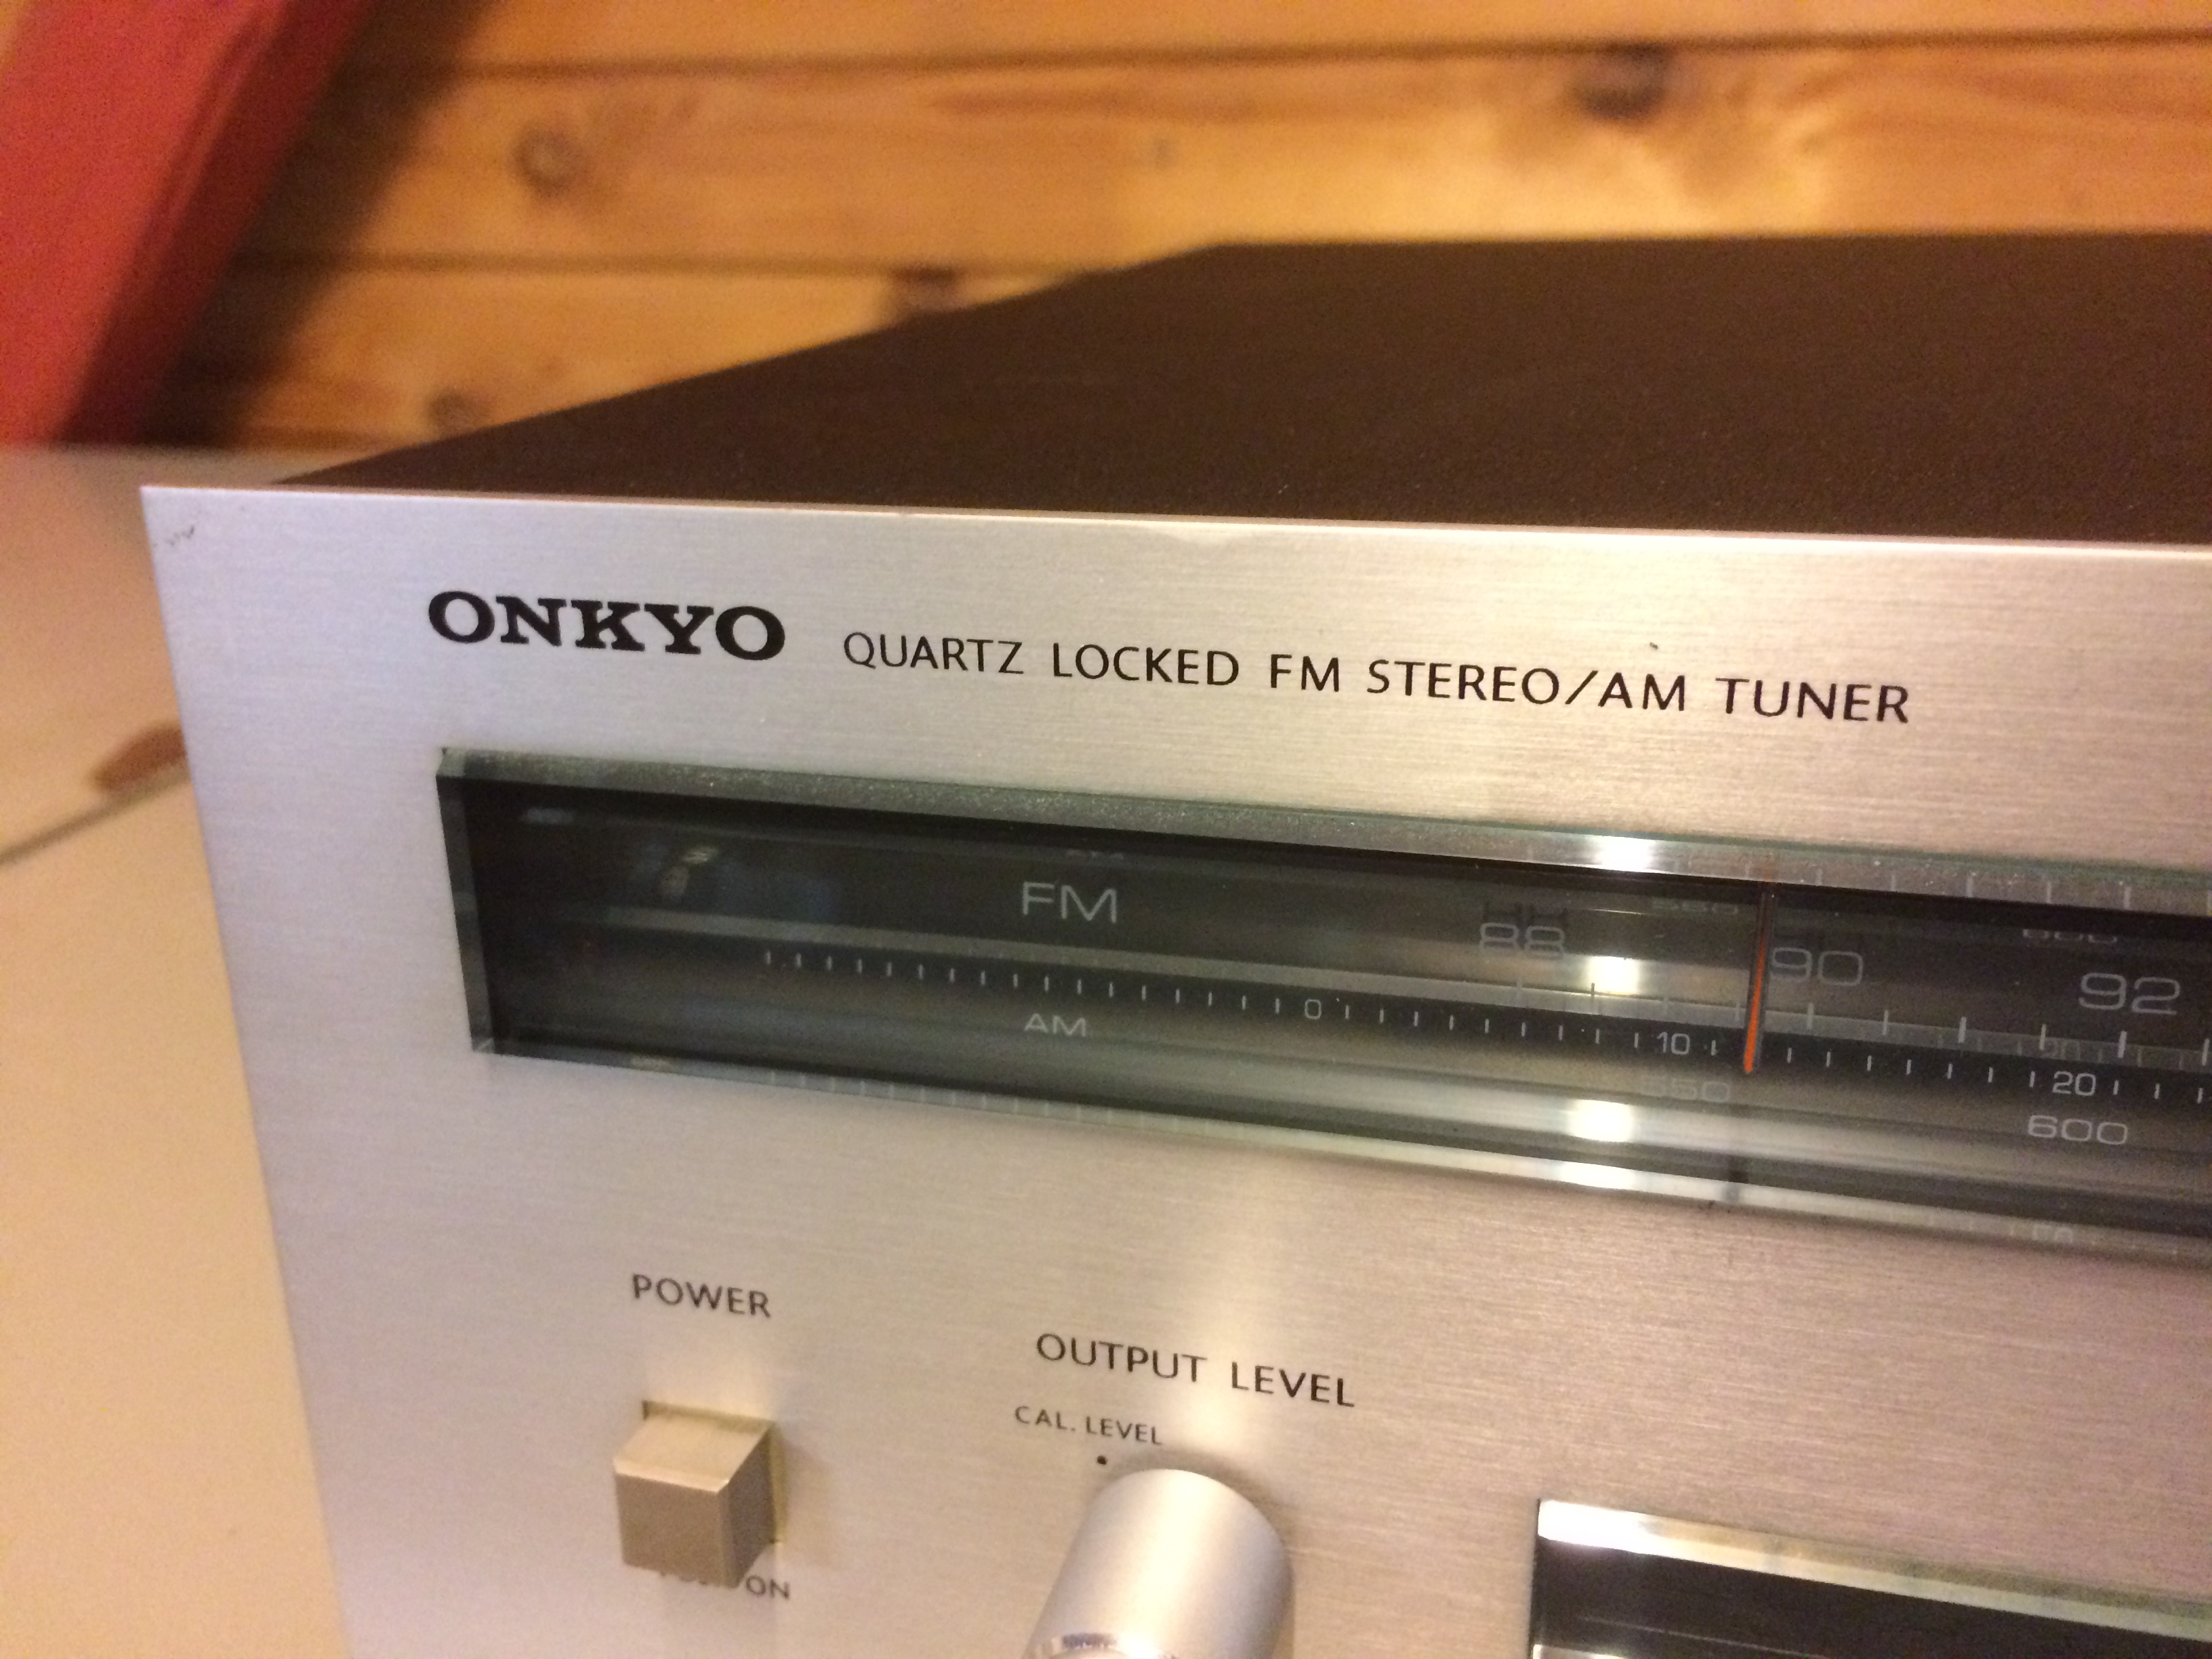 ONKYO QUARTZ LOCKED FM STEREO/AM TUNER
FM 88 90 92
0 10 20
AM 550 600
POWER
OUTPUT LEVEL
CAL. LEVEL
ON